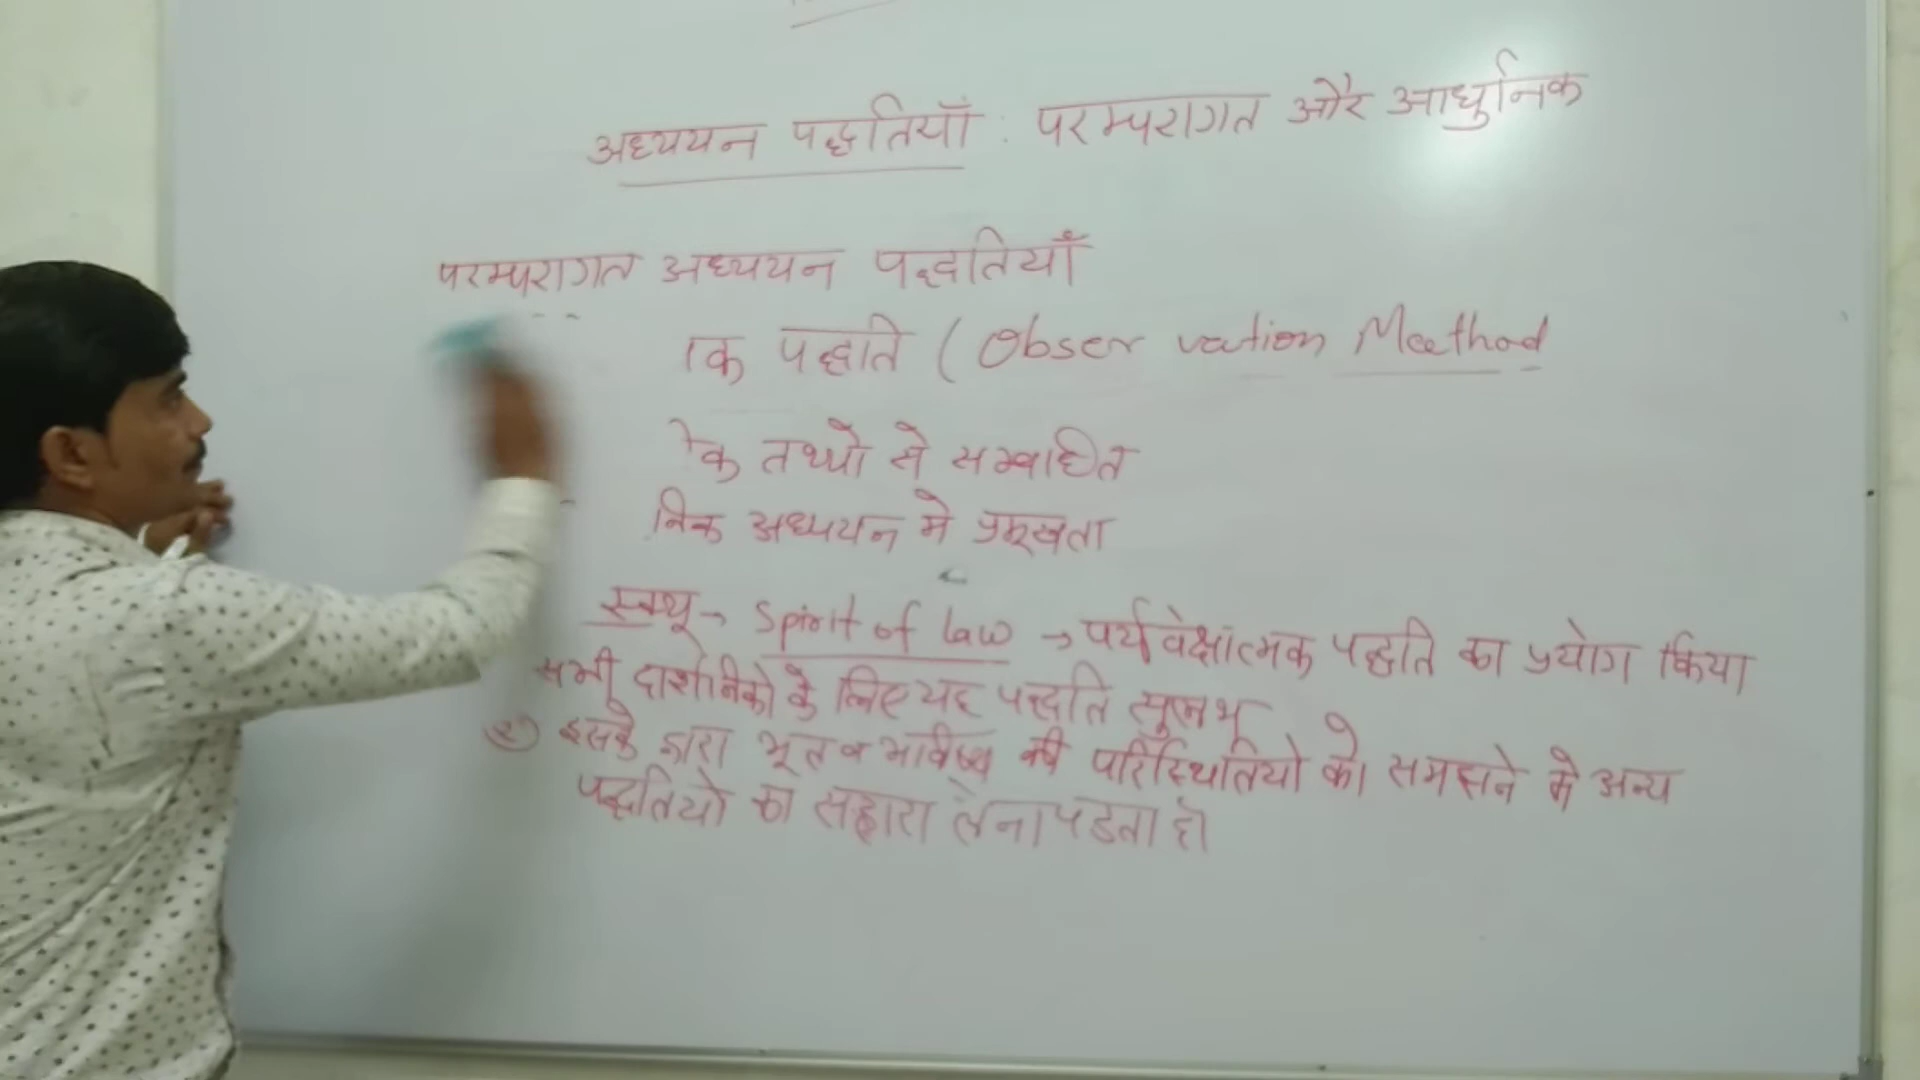 अध्ययन पद्धतियाँ : परम्परागत और आधुनिक
परम्परागत अध्ययन पद्धतियाँ
क पद्धति (Obser vation Meethod
क तथ्यो से सम्बधित
निक अध्ययन मे प्रमुखता
→ Spirit of law → पर्यवेक्षात्मक पद्धति का प्रयोग किया
सभी दार्शनिको के लिए यह पद्धति सुलभ
इसके द्वारा भूत व भविष्य की परिस्थितियो को समझने मे अन्य
पद्धतियो का सहारा लेना पडता है